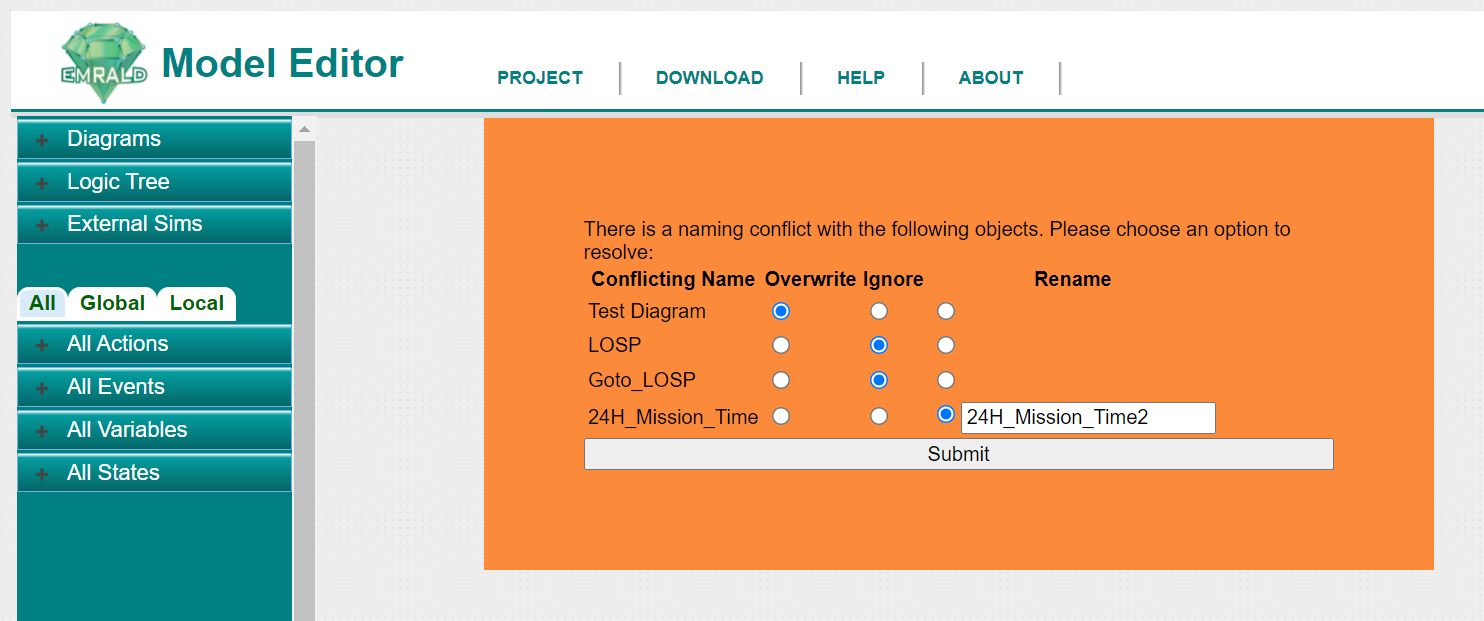 EMRALD Model Editor
PROJECT DOWNLOAD HELP ABOUT
Diagrams
Logic Tree
External Sims
All Global Local
All Actions
All Events
All Variables
All States
There is a naming conflict with the following objects. Please choose an option to
resolve:
Conflicting Name Overwrite Ignore Rename
Test Diagram
LOSP
Goto_LOSP
24H_Mission_Time 24H_Mission_Time2
Submit